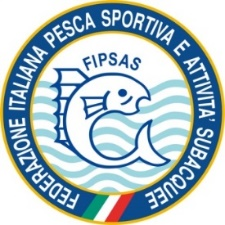 FEDERAZIONE ITALIANA PESCA SPORTIVA E ATTIVITA' SUBACQUEE
FIPSAS